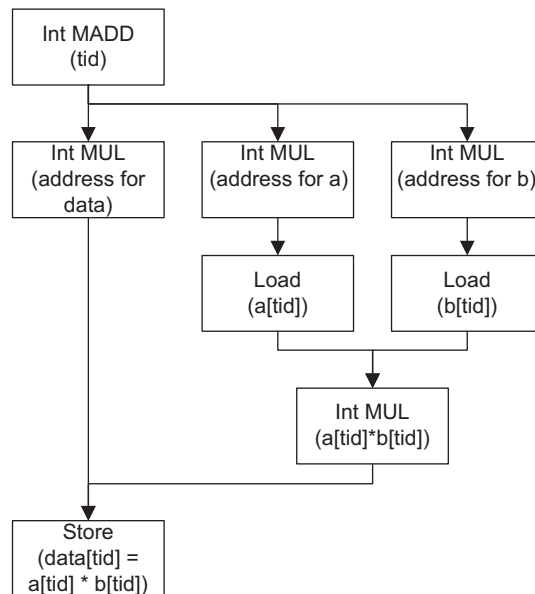 Int MADD
(tid)
Int MUL
(address for
data)
Int MUL
(address for a)
Int MUL
(address for b)
Load
(a[tid])
Load
(b[tid])
Int MUL
(a[tid]*b[tid])
Store
(data[tid] =
a[tid] * b[tid])